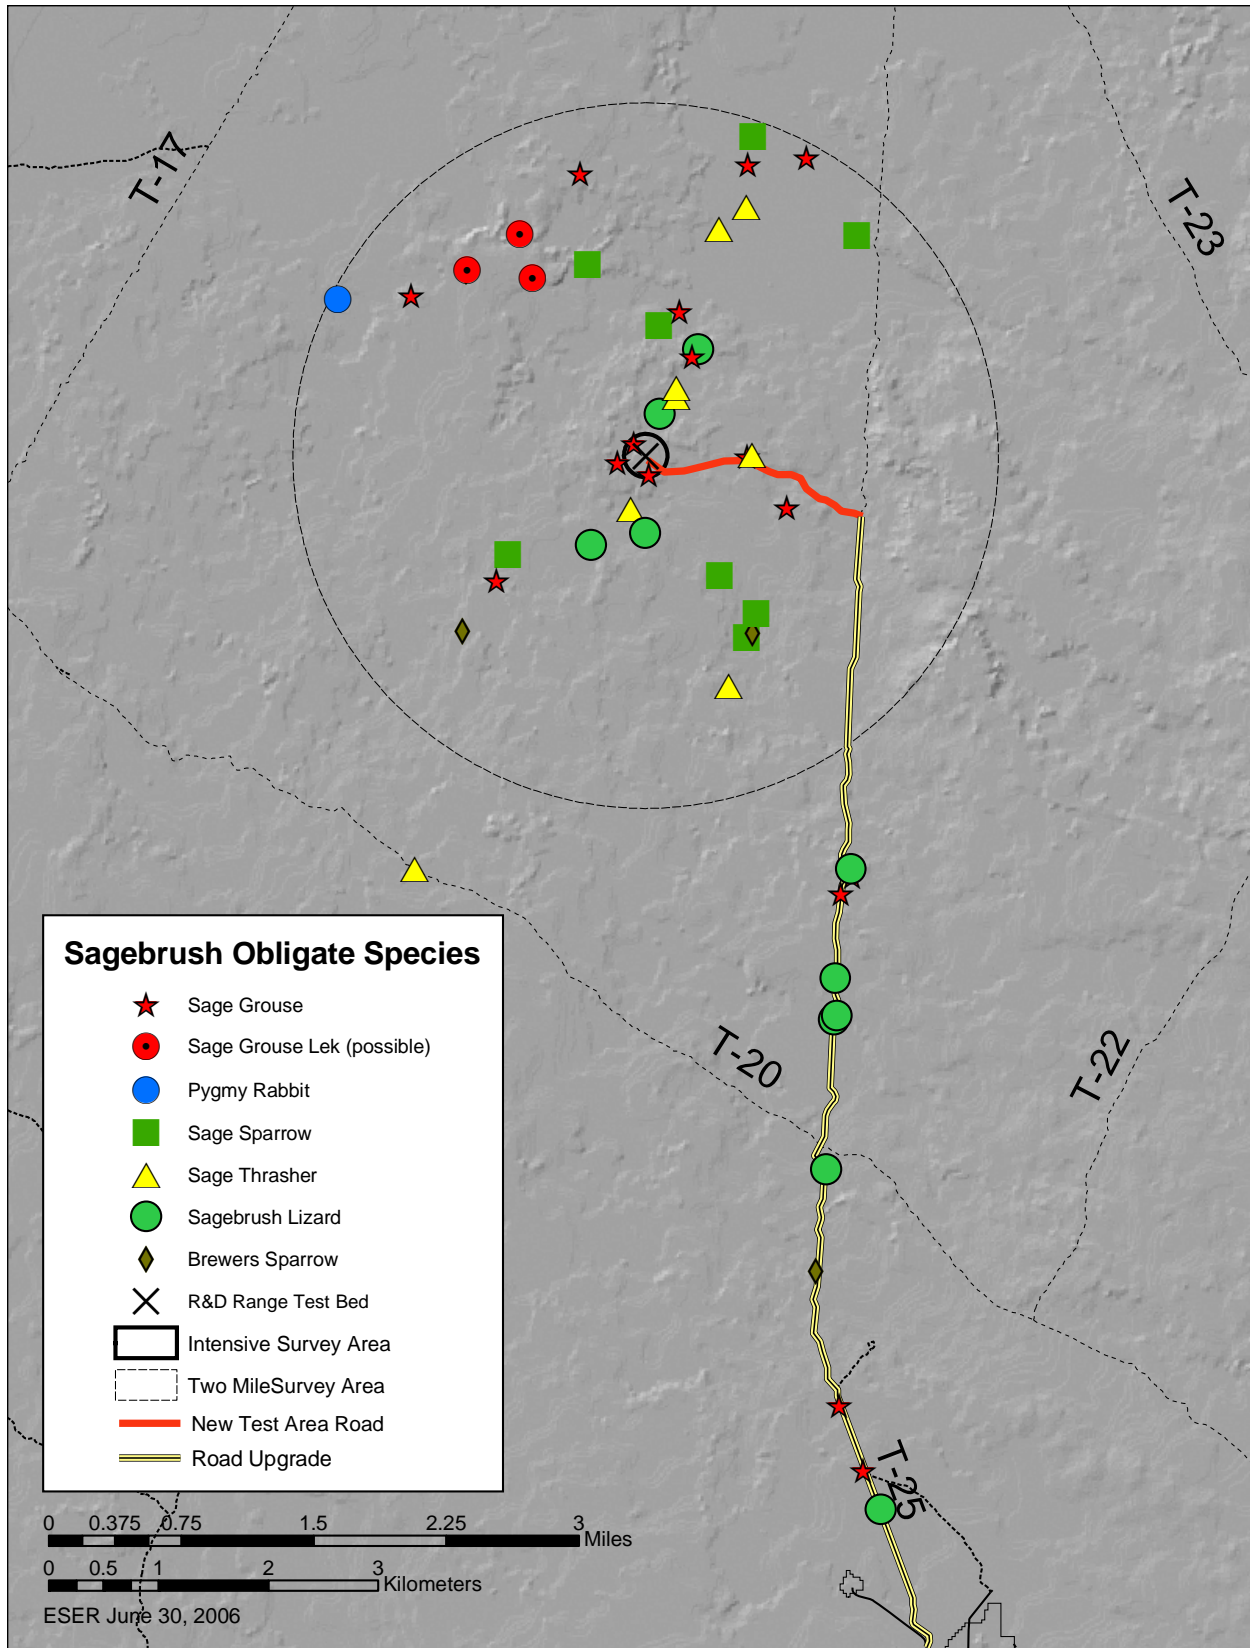 T-17
T-23
T-20
T-22
T-25
Sagebrush Obligate Species
Sage Grouse
Sage Grouse Lek (possible)
Pygmy Rabbit
Sage Sparrow
Sage Thrasher
Sagebrush Lizard
Brewers Sparrow
R&D Range Test Bed
Intensive Survey Area
Two MileSurvey Area
New Test Area Road
Road Upgrade
0 0.375 0.75 1.5 2.25 3
Miles
0 0.5 1 2 3
Kilometers
ESER June 30, 2006